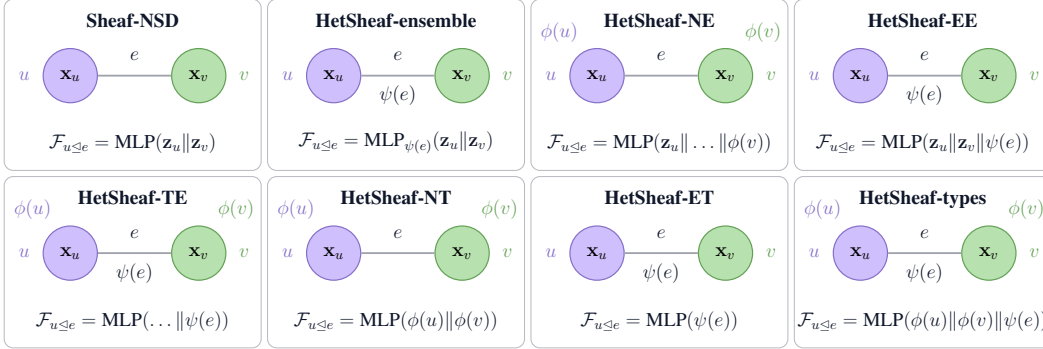 Sheaf-NSD
e
u x_u x_v v
F_{u⊴e} = MLP(z_u‖z_v)
HetSheaf-ensemble
e
u x_u x_v v
ψ(e)
F_{u⊴e} = MLP_{ψ(e)}(z_u‖z_v)
HetSheaf-NE
ϕ(u) ϕ(v)
e
u x_u x_v v
F_{u⊴e} = MLP(z_u‖ … ‖ϕ(v))
HetSheaf-EE
e
u x_u x_v v
ψ(e)
F_{u⊴e} = MLP(z_u‖z_v‖ψ(e))
HetSheaf-TE
ϕ(u) ϕ(v)
e
u x_u x_v v
ψ(e)
F_{u⊴e} = MLP(… ‖ψ(e))
HetSheaf-NT
ϕ(u) ϕ(v)
e
u x_u x_v v
F_{u⊴e} = MLP(ϕ(u)‖ϕ(v))
HetSheaf-ET
e
u x_u x_v v
ψ(e)
F_{u⊴e} = MLP(ψ(e))
HetSheaf-types
ϕ(u) ϕ(v)
e
u x_u x_v v
ψ(e)
F_{u⊴e} = MLP(ϕ(u)‖ϕ(v)‖ψ(e))